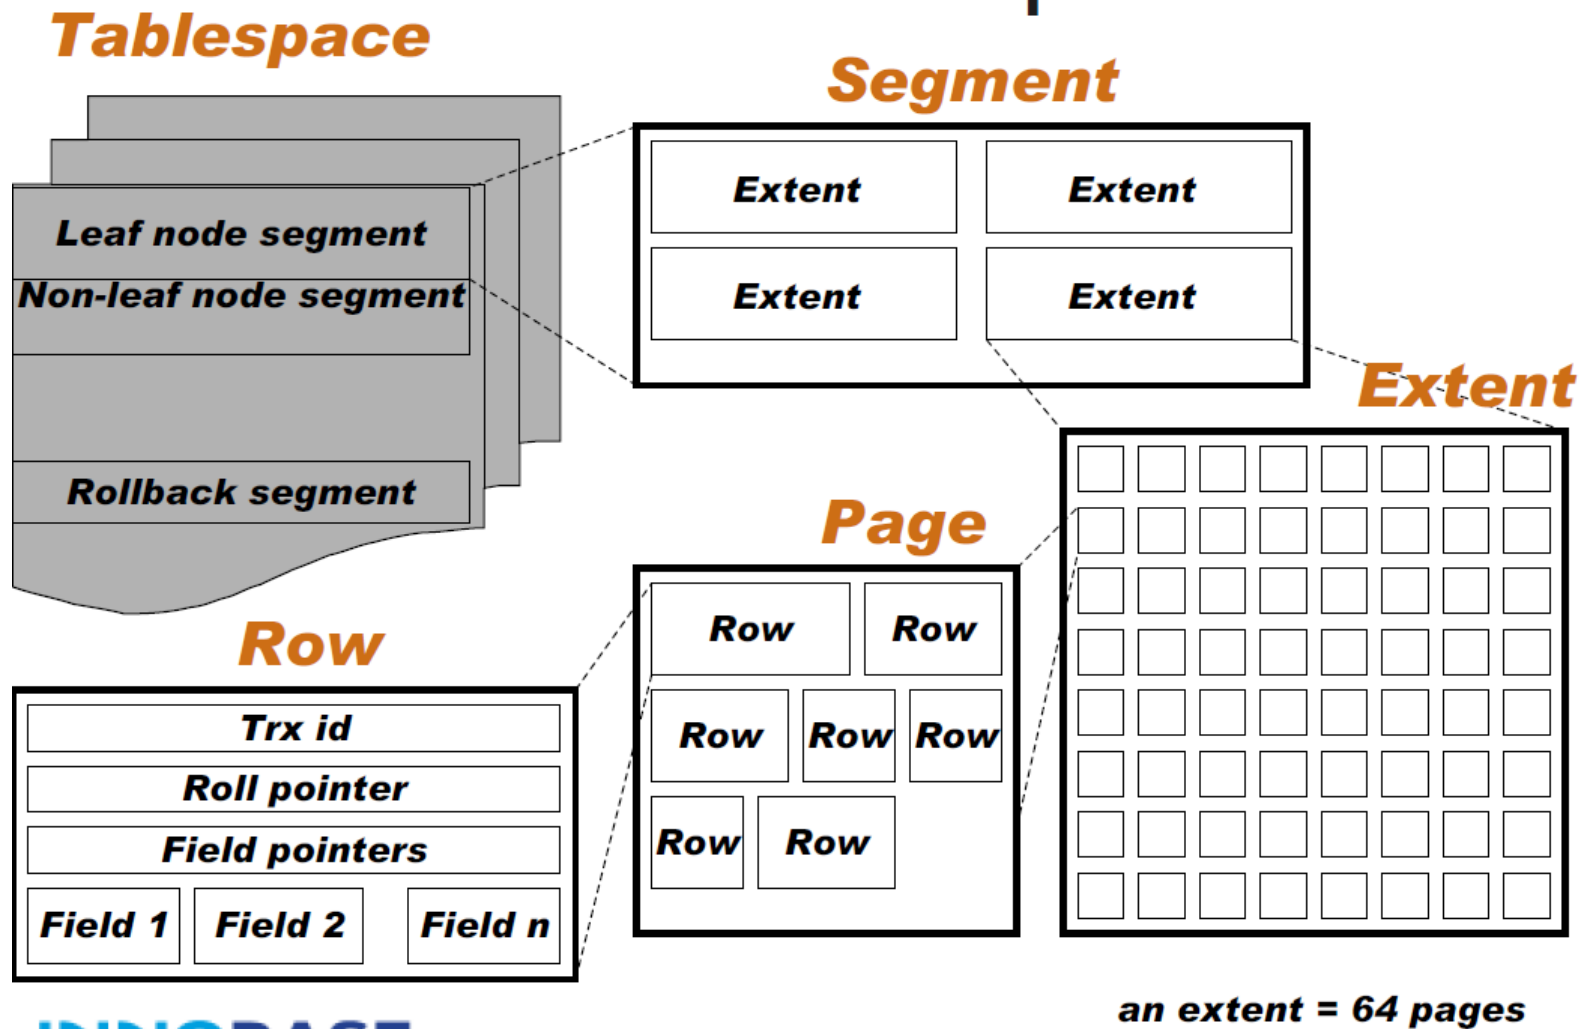 Tablespace
Segment
Leaf node segment
Non-leaf node segment
Rollback segment
Extent Extent
Extent Extent
Extent
Page
Row Row
Row Row Row
Row Row
Row
Trx id
Roll pointer
Field pointers
Field 1 Field 2 Field n
an extent = 64 pages
INNOBASE